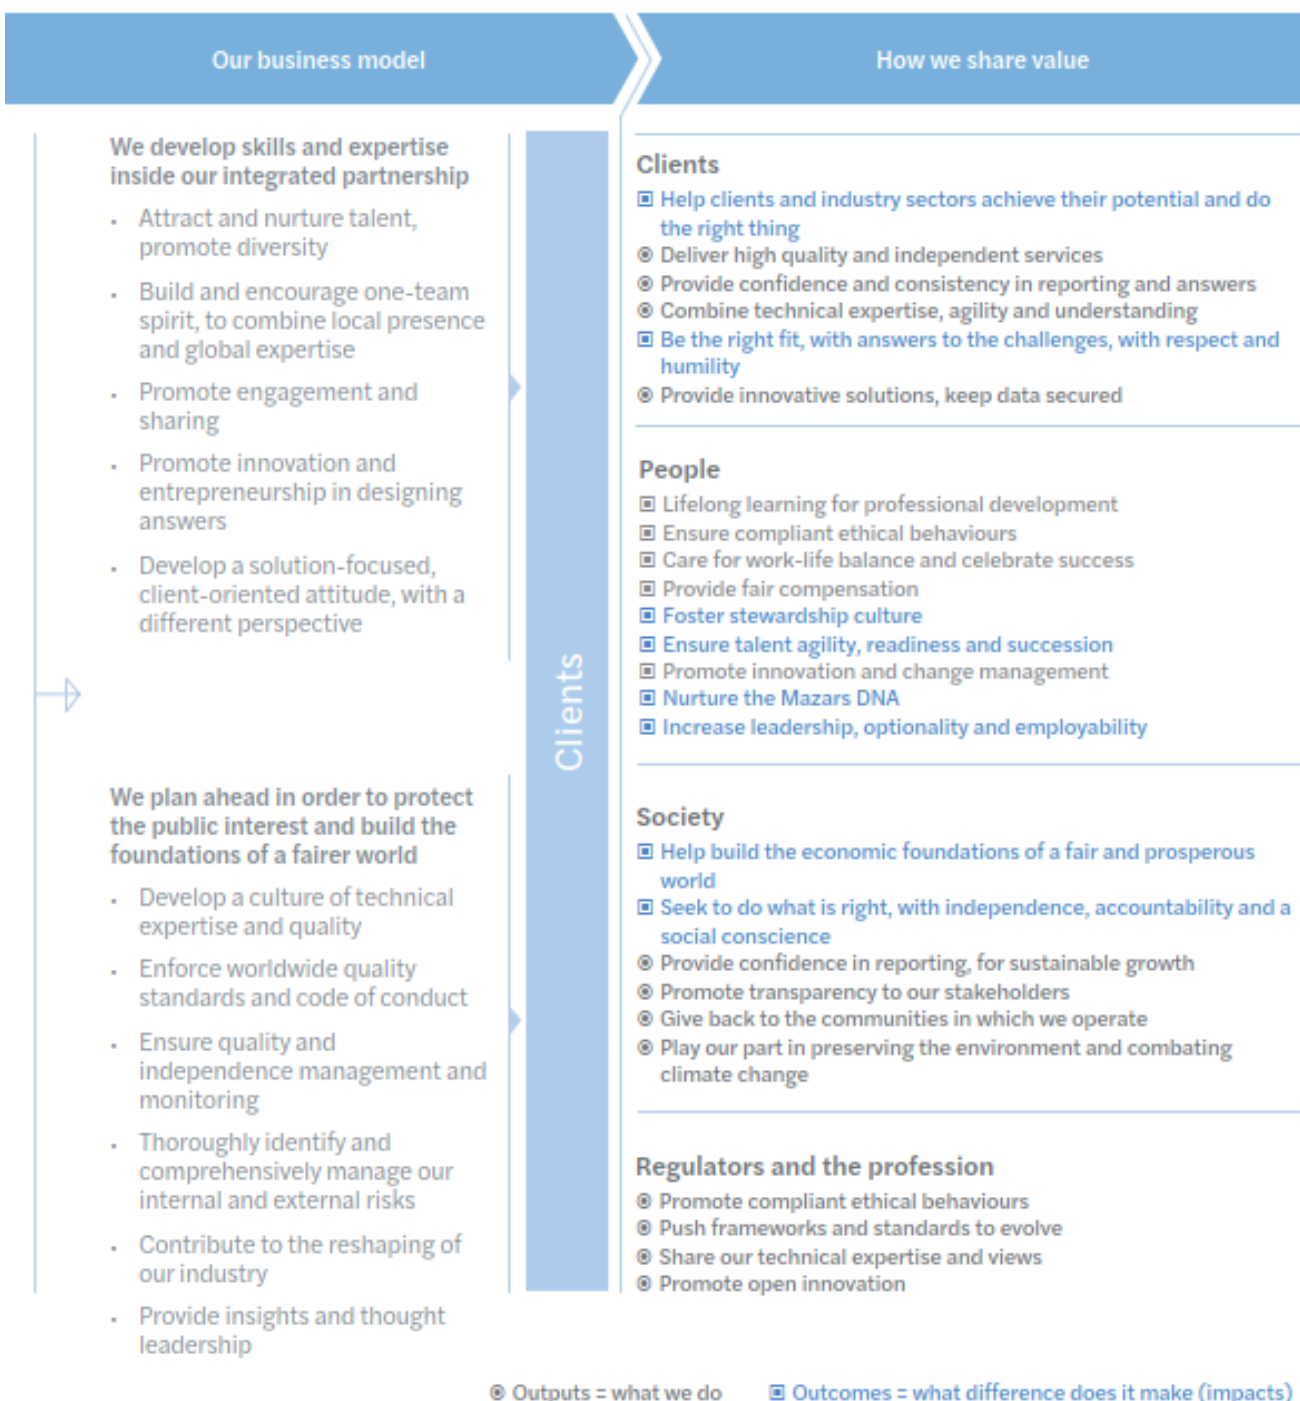 Our business model
How we share value
We develop skills and expertise
inside our integrated partnership
• Attract and nurture talent,
promote diversity
• Build and encourage one-team
spirit, to combine local presence
and global expertise
• Promote engagement and
sharing
• Promote innovation and
entrepreneurship in designing
answers
• Develop a solution-focused,
client-oriented attitude, with a
different perspective
We plan ahead in order to protect
the public interest and build the
foundations of a fairer world
• Develop a culture of technical
expertise and quality
• Enforce worldwide quality
standards and code of conduct
• Ensure quality and
independence management and
monitoring
• Thoroughly identify and
comprehensively manage our
internal and external risks
• Contribute to the reshaping of
our industry
• Provide insights and thought
leadership
Clients
Clients
▣ Help clients and industry sectors achieve their potential and do
the right thing
◉ Deliver high quality and independent services
◉ Provide confidence and consistency in reporting and answers
◉ Combine technical expertise, agility and understanding
▣ Be the right fit, with answers to the challenges, with respect and
humility
◉ Provide innovative solutions, keep data secured
People
▣ Lifelong learning for professional development
▣ Ensure compliant ethical behaviours
▣ Care for work-life balance and celebrate success
▣ Provide fair compensation
▣ Foster stewardship culture
▣ Ensure talent agility, readiness and succession
▣ Promote innovation and change management
▣ Nurture the Mazars DNA
▣ Increase leadership, optionality and employability
Society
▣ Help build the economic foundations of a fair and prosperous
world
▣ Seek to do what is right, with independence, accountability and a
social conscience
◉ Provide confidence in reporting, for sustainable growth
◉ Promote transparency to our stakeholders
◉ Give back to the communities in which we operate
◉ Play our part in preserving the environment and combating
climate change
Regulators and the profession
◉ Promote compliant ethical behaviours
◉ Push frameworks and standards to evolve
◉ Share our technical expertise and views
◉ Promote open innovation
◉ Outputs = what we do
▣ Outcomes = what difference does it make (impacts)